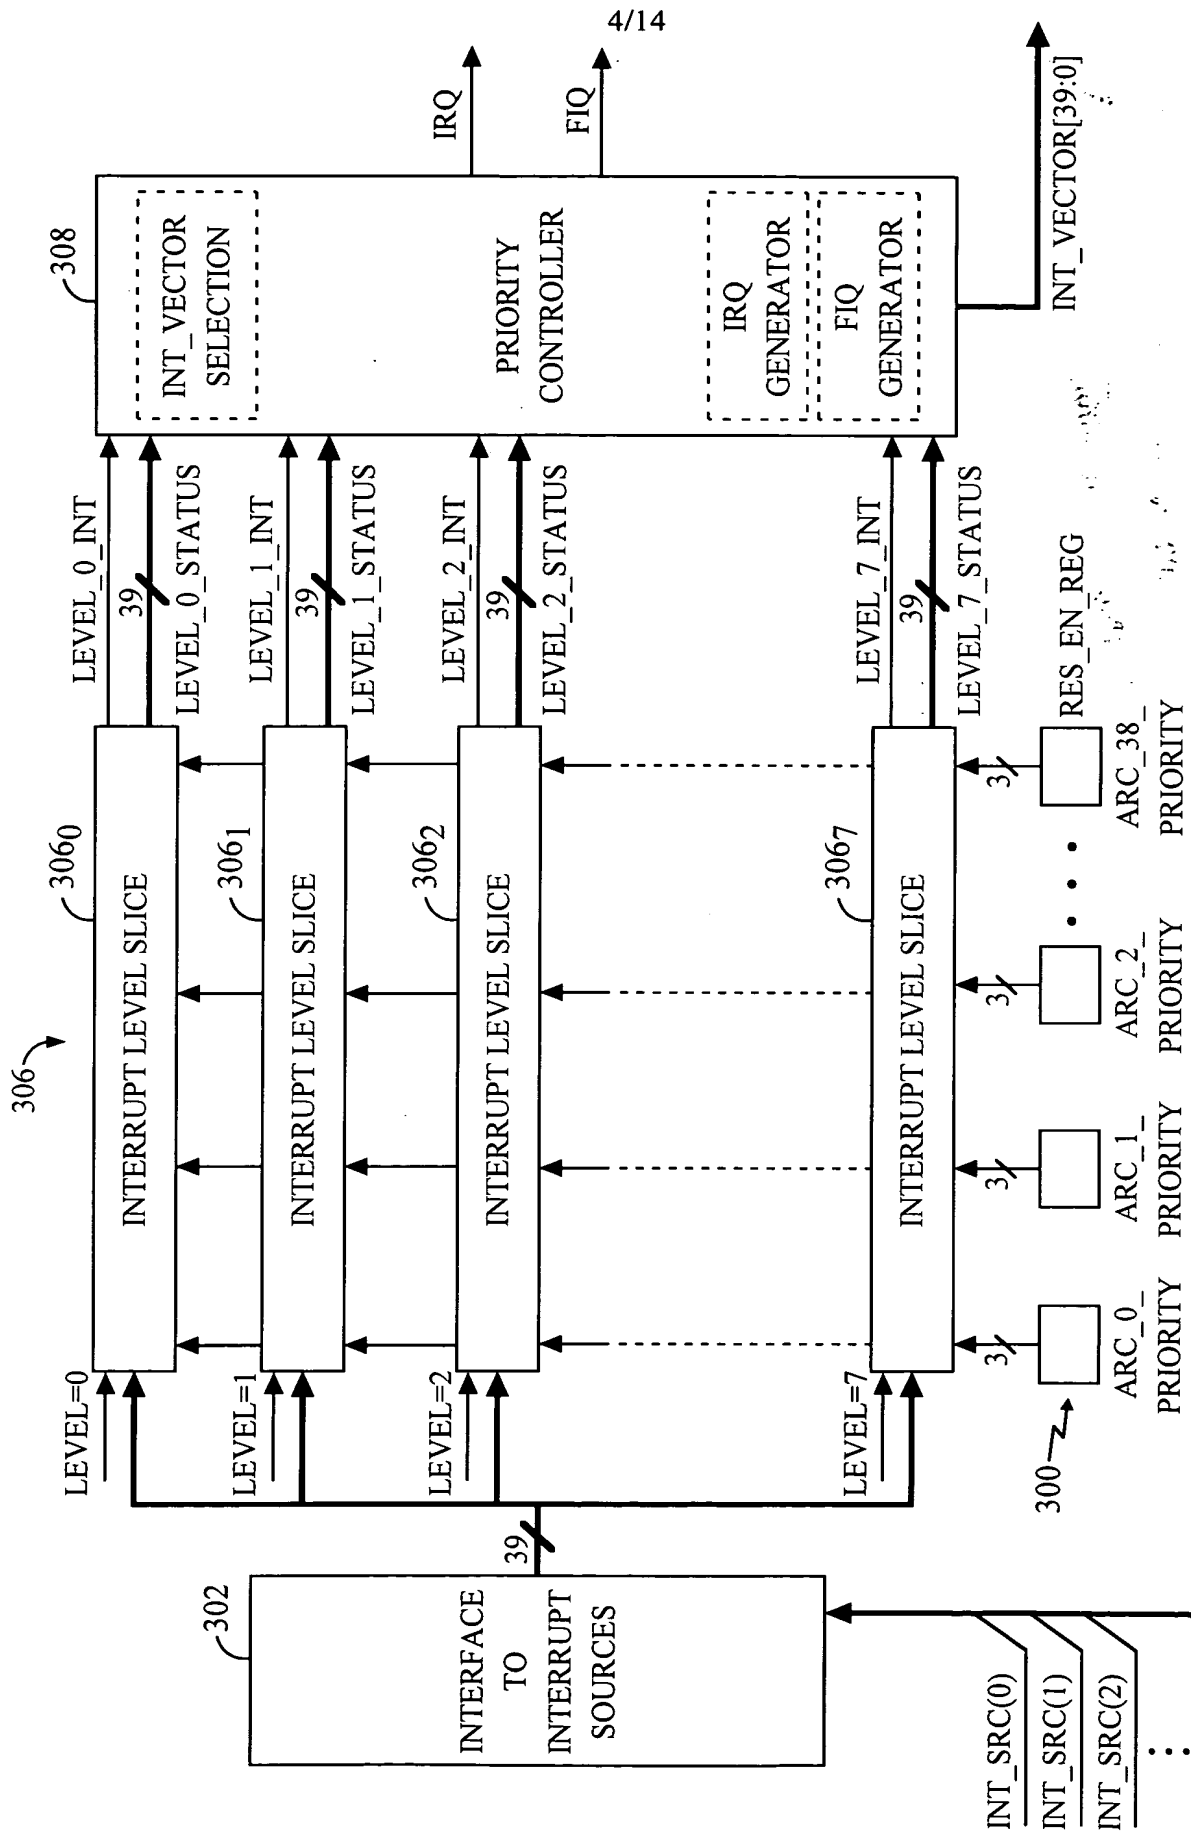 4/14
306
308
302
INTERFACE
TO
INTERRUPT
SOURCES
39
LEVEL=0
306₀
INTERRUPT LEVEL SLICE
LEVEL_0_INT
39
LEVEL_0_STATUS
LEVEL=1
306₁
INTERRUPT LEVEL SLICE
LEVEL_1_INT
39
LEVEL_1_STATUS
LEVEL=2
306₂
INTERRUPT LEVEL SLICE
LEVEL_2_INT
39
LEVEL_2_STATUS
LEVEL=7
306₇
INTERRUPT LEVEL SLICE
LEVEL_7_INT
39
LEVEL_7_STATUS
INT_VECTOR
SELECTION
PRIORITY
CONTROLLER
IRQ
GENERATOR
FIQ
GENERATOR
IRQ
FIQ
INT_VECTOR[39:0]
300
3
3
3
3
RES_EN_REG
ARC_0_
PRIORITY
ARC_1_
PRIORITY
ARC_2_
PRIORITY
ARC_38_
PRIORITY
INT_SRC(0)
INT_SRC(1)
INT_SRC(2)